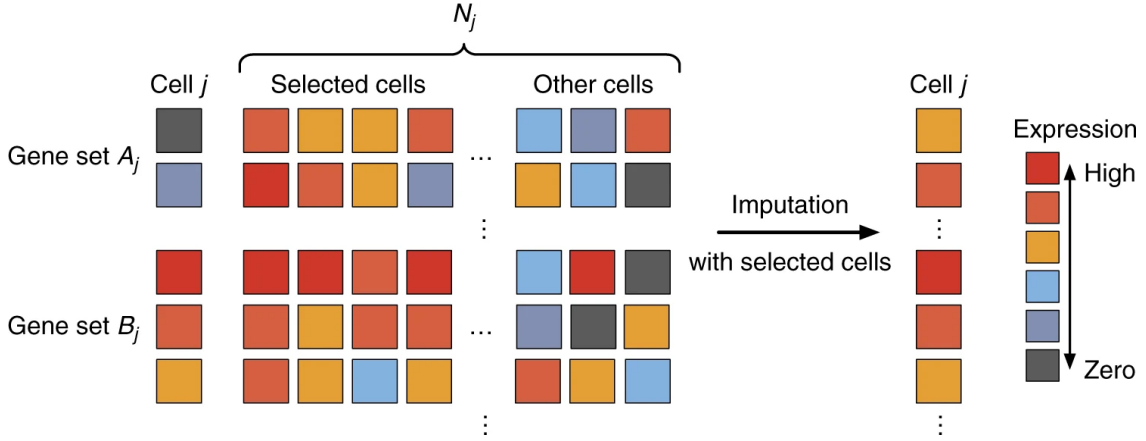 N_j
Cell j
Selected cells
Other cells
Cell j
Gene set A_j
...
Expression
High
Imputation
with selected cells
Gene set B_j
...
Zero